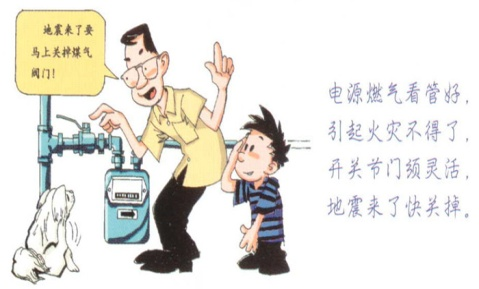 地震来了要
马上关掉煤气
阀门！
电源燃气看管好，
引起火灾不得了，
开关节门须灵活，
地震来了快关掉。